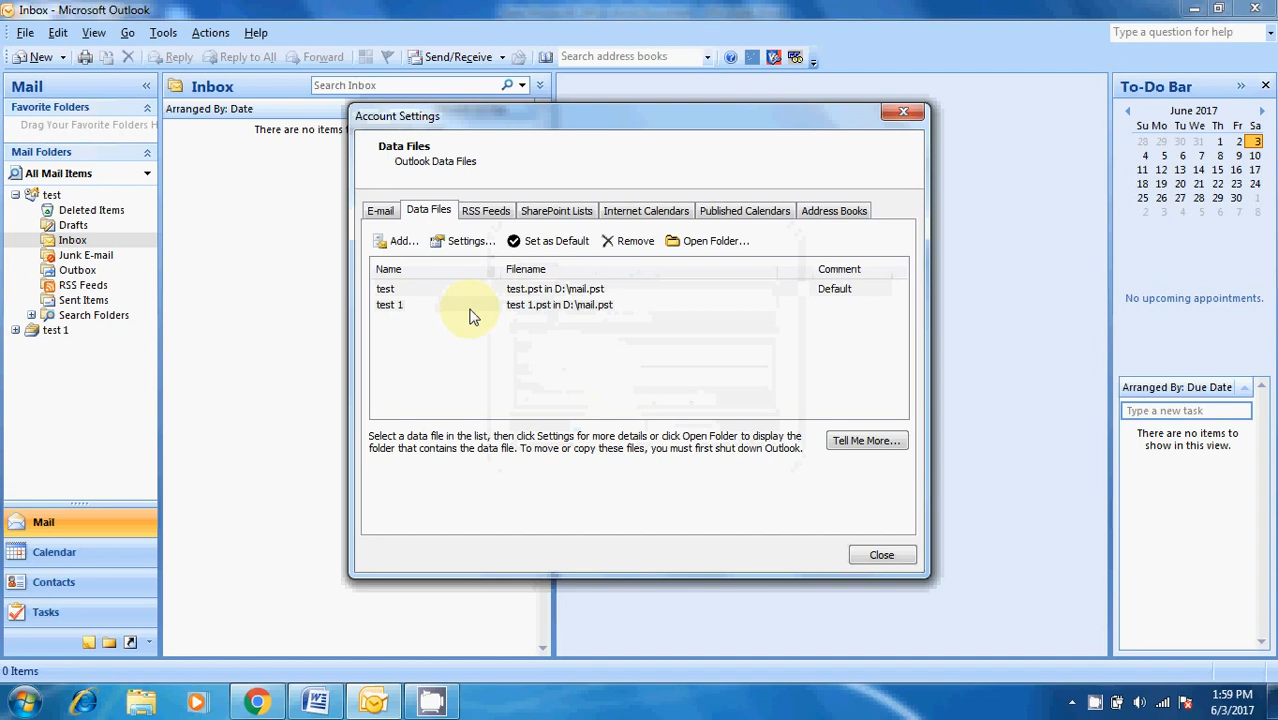 Inbox - Microsoft Outlook
File Edit View Go Tools Actions Help
Type a question for help
New Reply Reply to All Forward Send/Receive Search address books
Mail «
Favorite Folders
Drag Your Favorite Folders H
Mail Folders
All Mail Items
test
Deleted Items
Drafts
Inbox
Junk E-mail
Outbox
RSS Feeds
Sent Items
Search Folders
test 1
Mail
Calendar
Contacts
Tasks
Inbox Search Inbox
Arranged By: Date
There are no items t
Account Settings
Data Files
Outlook Data Files
E-mail Data Files RSS Feeds SharePoint Lists Internet Calendars Published Calendars Address Books
Add... Settings... Set as Default Remove Open Folder...
Name Filename Comment
test test.pst in D:\mail.pst Default
test 1 test 1.pst in D:\mail.pst
Select a data file in the list, then click Settings for more details or click Open Folder to display the
folder that contains the data file. To move or copy these files, you must first shut down Outlook.
Tell Me More...
Close
To-Do Bar » ×
June 2017
Su Mo Tu We Th Fr Sa
28 29 30 31 1 2 3
4 5 6 7 8 9 10
11 12 13 14 15 16 17
18 19 20 21 22 23 24
25 26 27 28 29 30 1
2 3 4 5 6 7 8
No upcoming appointments.
Arranged By: Due Date
Type a new task
There are no items to
show in this view.
0 Items
1:59 PM
6/3/2017